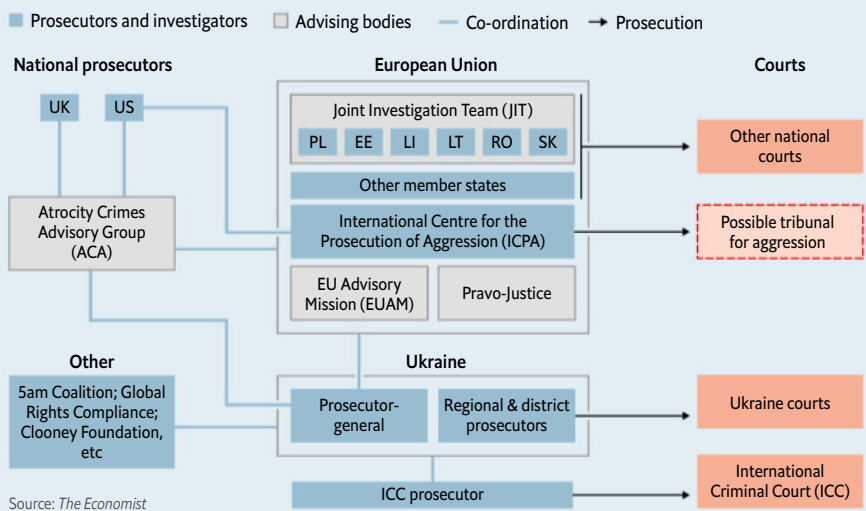 Prosecutors and investigators
Advising bodies
Co-ordination
Prosecution
National prosecutors
European Union
Courts
UK
US
Joint Investigation Team (JIT)
PL
EE
LI
LT
RO
SK
Other member states
Other national
courts
Atrocity Crimes
Advisory Group
(ACA)
International Centre for the
Prosecution of Aggression (ICPA)
Possible tribunal
for aggression
EU Advisory
Mission (EUAM)
Pravo-Justice
Other
Ukraine
5am Coalition; Global
Rights Compliance;
Clooney Foundation,
etc
Prosecutor-
general
Regional & district
prosecutors
Ukraine courts
ICC prosecutor
International
Criminal Court (ICC)
Source: The Economist